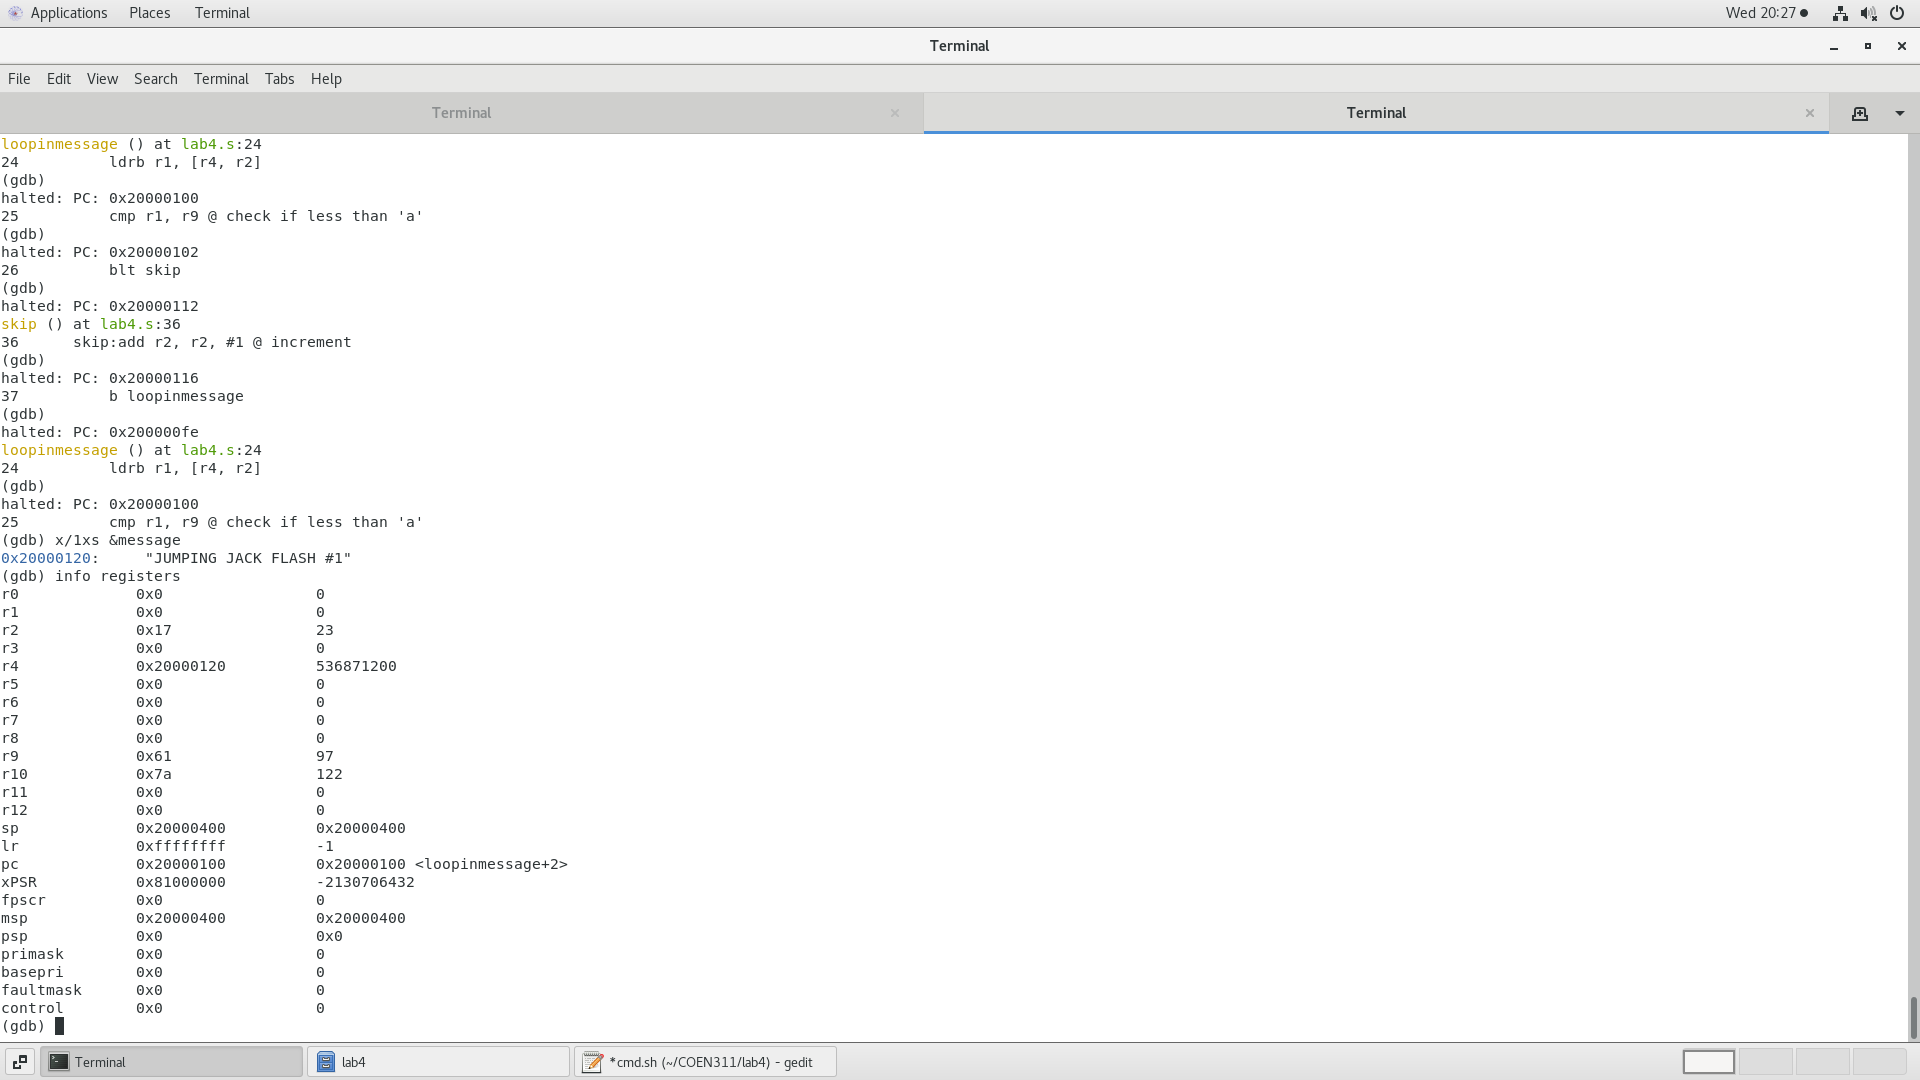 Applications Places Terminal Wed 20:27
Terminal
File Edit View Search Terminal Tabs Help
Terminal Terminal
loopinmessage () at lab4.s:24
24 ldrb r1, [r4, r2]
(gdb)
halted: PC: 0x20000100
25 cmp r1, r9 @ check if less than 'a'
(gdb)
halted: PC: 0x20000102
26 blt skip
(gdb)
halted: PC: 0x20000112
skip () at lab4.s:36
36 skip:add r2, r2, #1 @ increment
(gdb)
halted: PC: 0x20000116
37 b loopinmessage
(gdb)
halted: PC: 0x200000fe
loopinmessage () at lab4.s:24
24 ldrb r1, [r4, r2]
(gdb)
halted: PC: 0x20000100
25 cmp r1, r9 @ check if less than 'a'
(gdb) x/1xs &message
0x20000120: "JUMPING JACK FLASH #1"
(gdb) info registers
r0 0x0 0
r1 0x0 0
r2 0x17 23
r3 0x0 0
r4 0x20000120 536871200
r5 0x0 0
r6 0x0 0
r7 0x0 0
r8 0x0 0
r9 0x61 97
r10 0x7a 122
r11 0x0 0
r12 0x0 0
sp 0x20000400 0x20000400
lr 0xffffffff -1
pc 0x20000100 0x20000100 <loopinmessage+2>
xPSR 0x81000000 -2130706432
fpscr 0x0 0
msp 0x20000400 0x20000400
psp 0x0 0x0
primask 0x0 0
basepri 0x0 0
faultmask 0x0 0
control 0x0 0
(gdb)
Terminal lab4 *cmd.sh (~/COEN311/lab4) - gedit